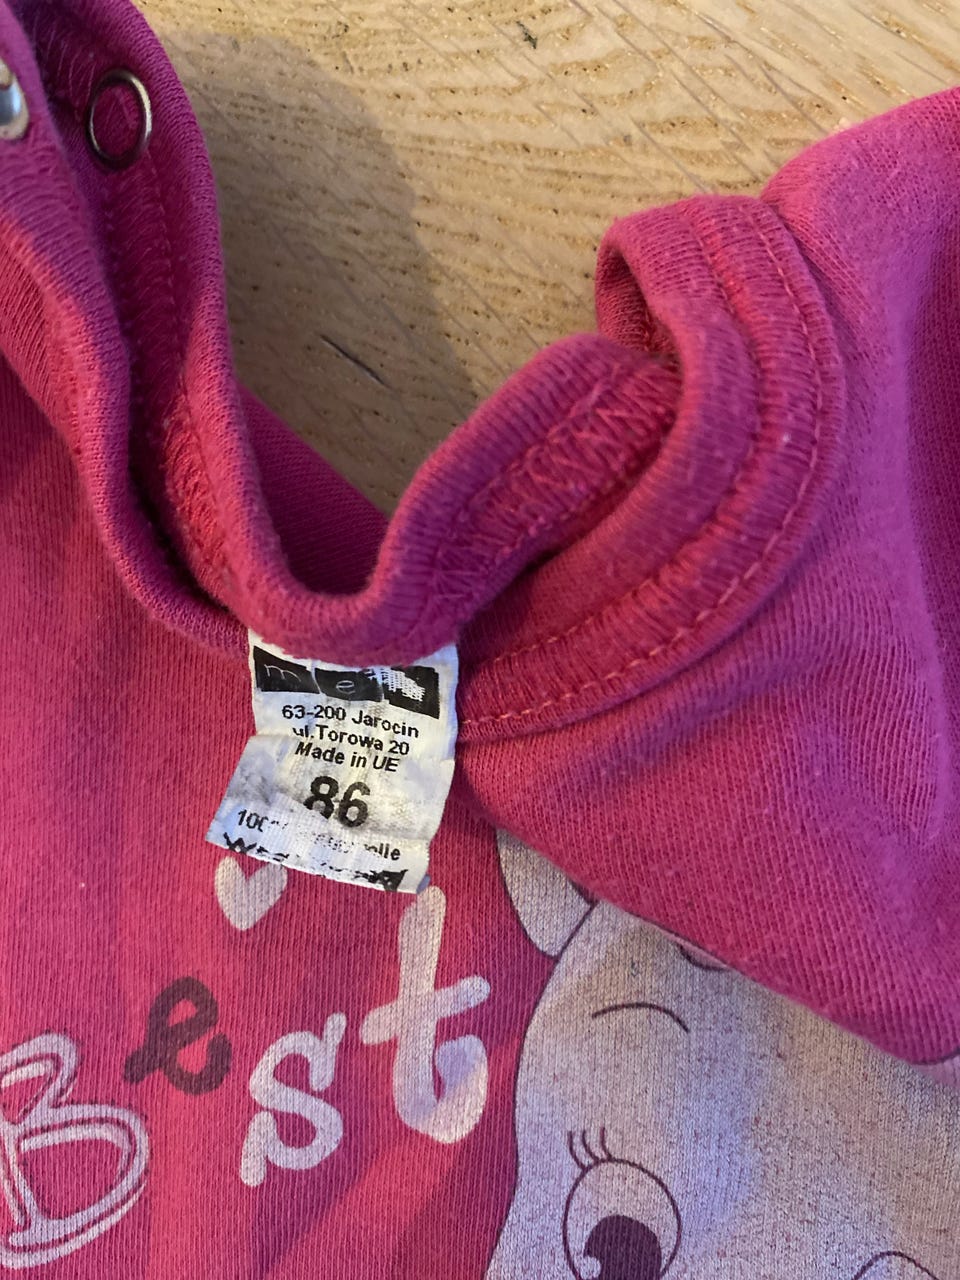 63-200 Jarocin
ul.Torowa 20
Made in UE
86
Best